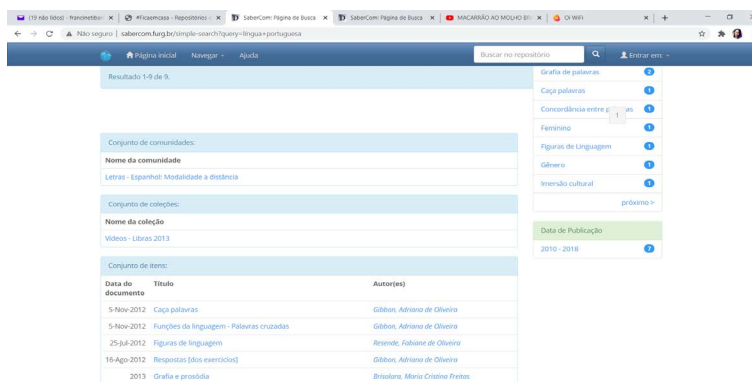 (19 não lidos) - francinetiba
#Ficaemcasa - Repositórios
SaberCom: Página de Busca
SaberCom: Página de Busca
MACARRÃO AO MOLHO
Oi WiFi
Não seguro | sabercom.furg.br/simple-search?query=lingua+portuguesa
Página inicial Navegar Ajuda
Buscar no repositório
Entrar em:
Resultado 1-9 de 9.
Conjunto de comunidades:
Nome da comunidade
Letras - Espanhol: Modalidade a distância
Conjunto de coleções:
Nome da coleção
Vídeos - Libras 2013
Conjunto de itens:
Data do documento Título Autor(es)
5-Nov-2012 Caça palavras Gibbon, Adriana de Oliveira
5-Nov-2012 Funções da linguagem - Palavras cruzadas Gibbon, Adriana de Oliveira
25-Jul-2012 Figuras de linguagem Resende, Fabiane de Oliveira
16-Ago-2012 Respostas [dos exercícios] Gibbon, Adriana de Oliveira
2013 Grafia e prosódia Brisolara, Maria Cristina Freitas
Grafia de palavras 2
Caça palavras 1
Concordância entre 1
1
Feminino 1
Figuras de Linguagem 1
Gênero 1
Imersão cultural 1
próximo >
Data de Publicação
2010 - 2018 7